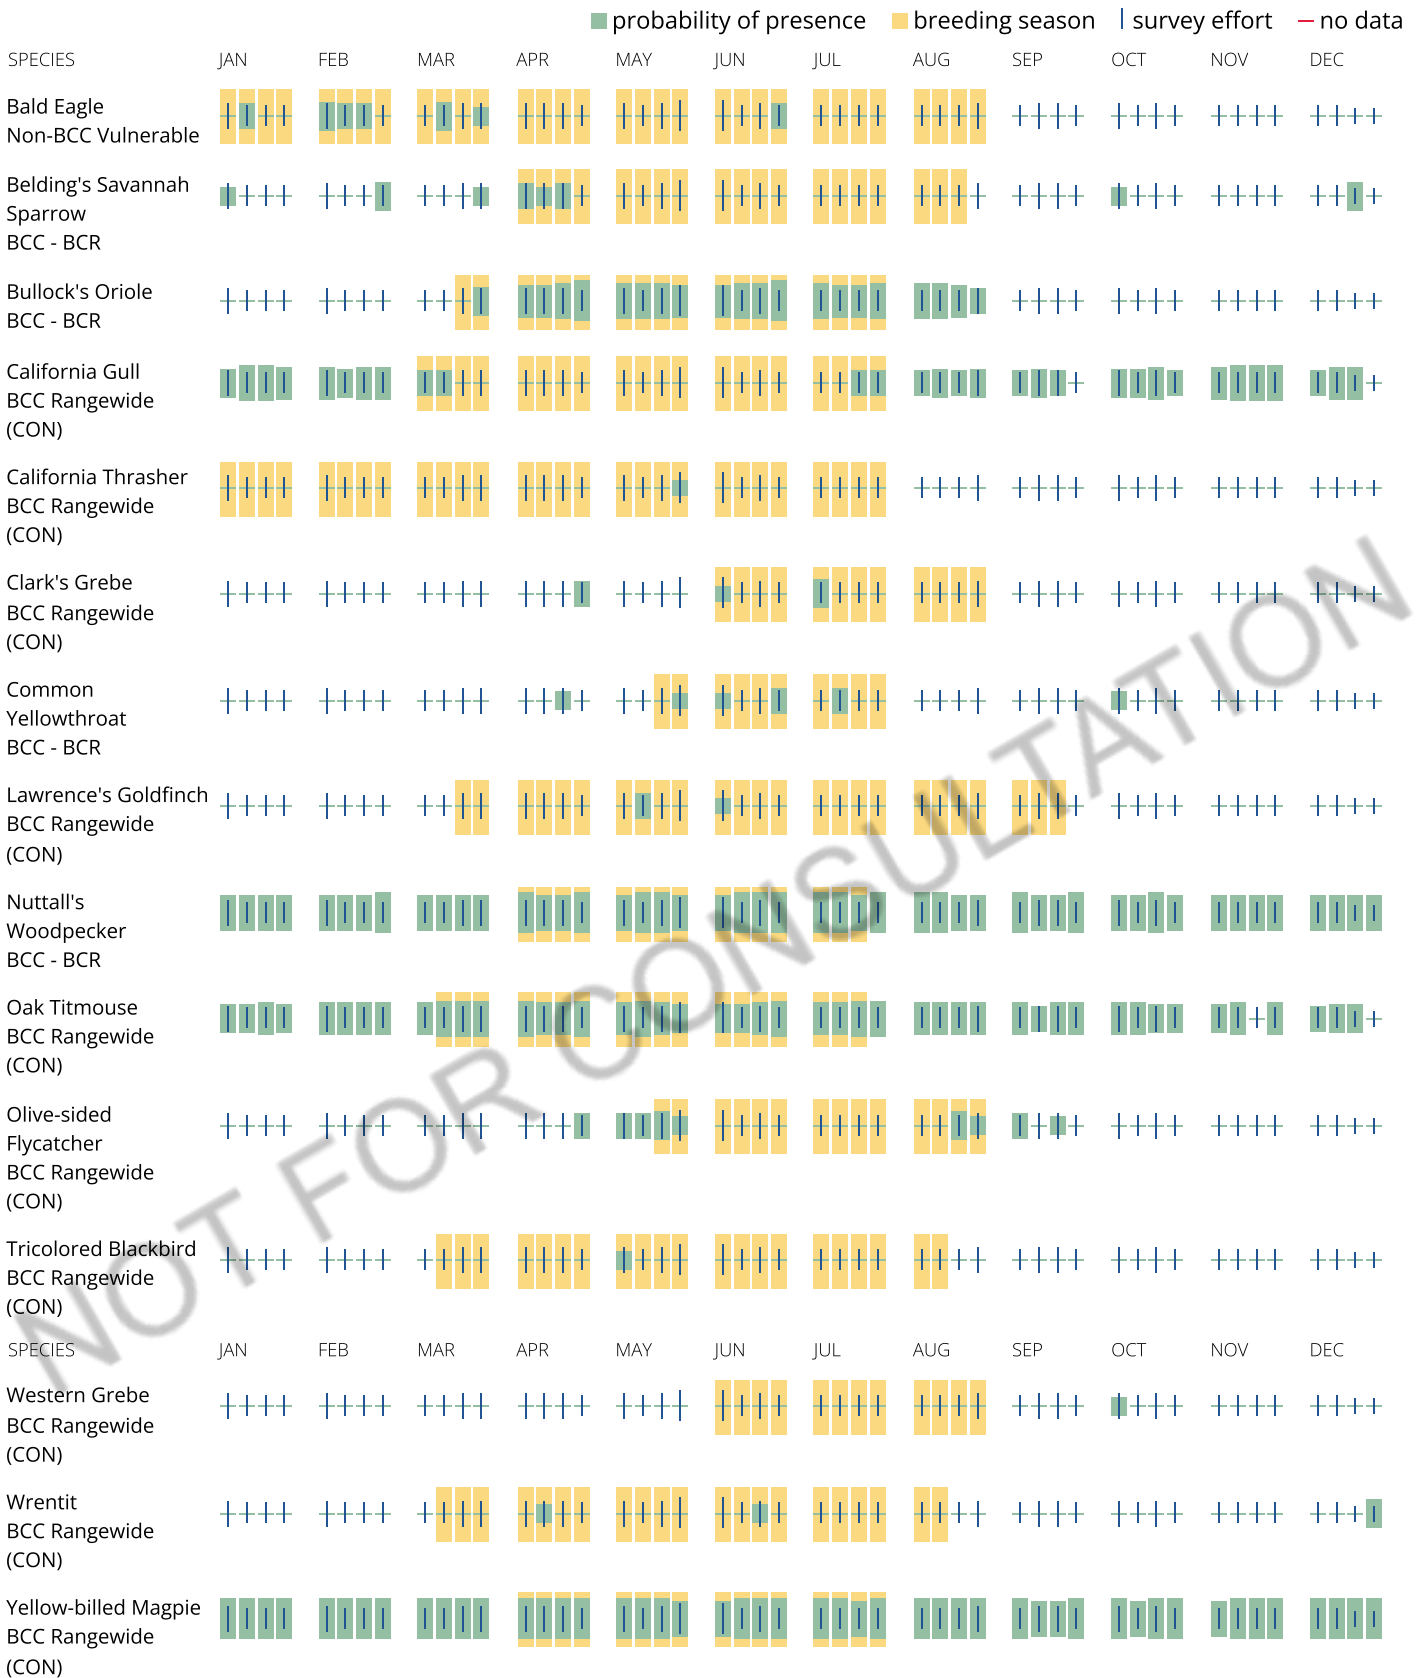 probability of presence breeding season survey effort no data
SPECIES JAN FEB MAR APR MAY JUN JUL AUG SEP OCT NOV DEC
Bald Eagle
Non-BCC Vulnerable
Belding's Savannah
Sparrow
BCC - BCR
Bullock's Oriole
BCC - BCR
California Gull
BCC Rangewide
(CON)
California Thrasher
BCC Rangewide
(CON)
Clark's Grebe
BCC Rangewide
(CON)
Common
Yellowthroat
BCC - BCR
Lawrence's Goldfinch
BCC Rangewide
(CON)
Nuttall's
Woodpecker
BCC - BCR
Oak Titmouse
BCC Rangewide
(CON)
Olive-sided
Flycatcher
BCC Rangewide
(CON)
Tricolored Blackbird
BCC Rangewide
(CON)
SPECIES JAN FEB MAR APR MAY JUN JUL AUG SEP OCT NOV DEC
Western Grebe
BCC Rangewide
(CON)
Wrentit
BCC Rangewide
(CON)
Yellow-billed Magpie
BCC Rangewide
(CON)
NOT FOR CONSULTATION